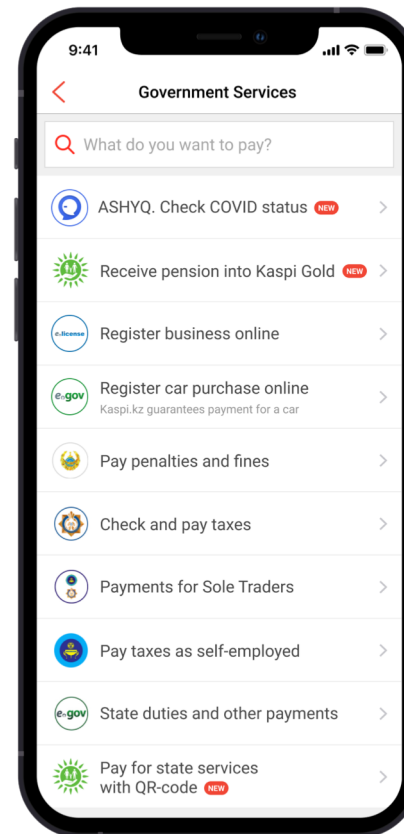 9:41
Government Services
What do you want to pay?
ASHYQ. Check COVID status NEW
Receive pension into Kaspi Gold NEW
e.license
Register business online
egov
Register car purchase online
Kaspi.kz guarantees payment for a car
Pay penalties and fines
Check and pay taxes
Payments for Sole Traders
Pay taxes as self-employed
egov
State duties and other payments
Pay for state services
with QR-code NEW